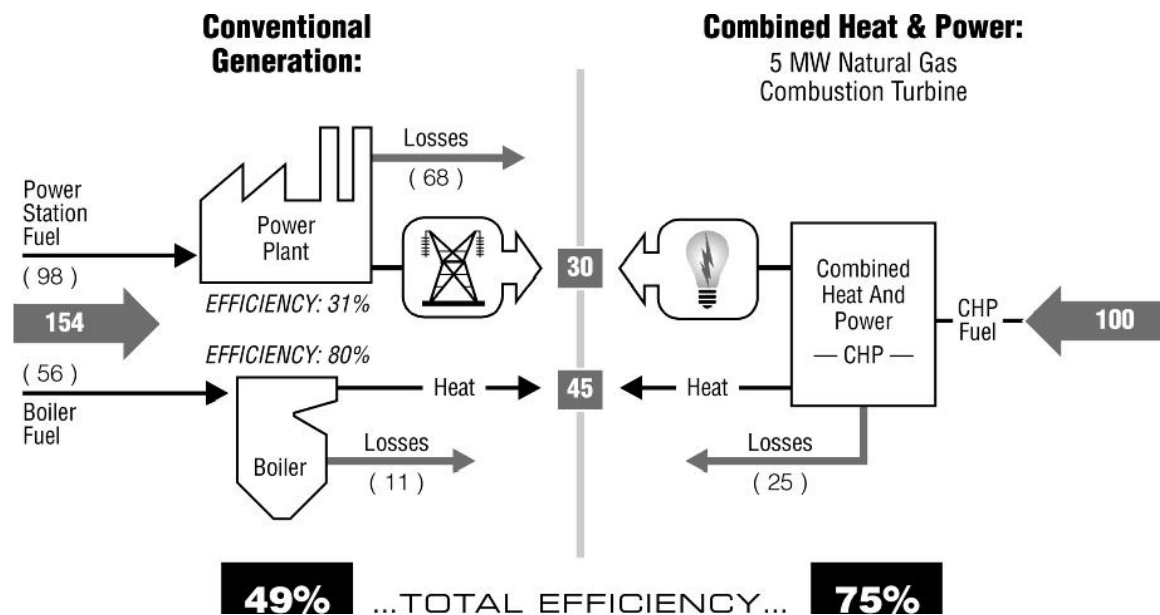 Conventional
Generation:
Combined Heat & Power:
5 MW Natural Gas
Combustion Turbine
Losses
( 68 )
Power
Station
Fuel
( 98 )
Power
Plant
EFFICIENCY: 31%
154
30
Combined
Heat And
Power
— CHP —
CHP
Fuel
100
EFFICIENCY: 80%
( 56 )
Boiler
Fuel
Heat
45
Heat
Boiler
Losses
( 11 )
Losses
( 25 )
49% ...TOTAL EFFICIENCY... 75%